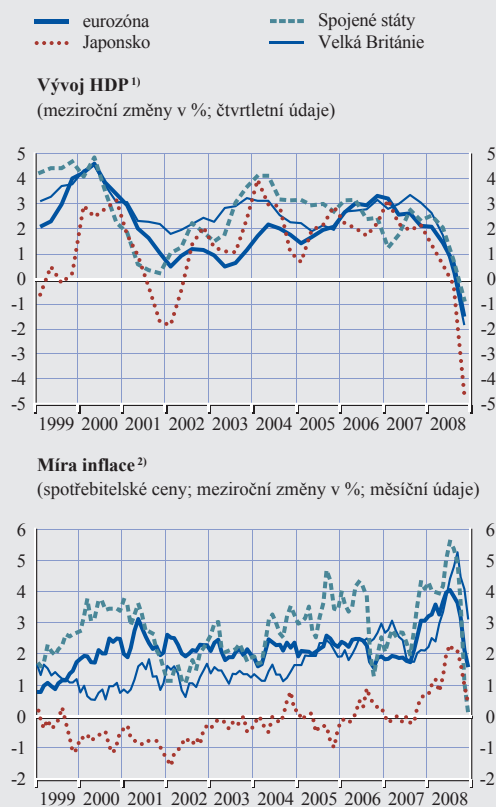 eurozóna
Japonsko
Spojené státy
Velká Británie
Vývoj HDP 1)
(meziroční změny v %; čtvrtletní údaje)
5 5
4 4
3 3
2 2
1 1
0 0
-1 -1
-2 -2
-3 -3
-4 -4
-5 -5
1999 2000 2001 2002 2003 2004 2005 2006 2007 2008
Míra inflace 2)
(spotřebitelské ceny; meziroční změny v %; měsíční údaje)
6 6
5 5
4 4
3 3
2 2
1 1
0 0
-1 -1
-2 -2
1999 2000 2001 2002 2003 2004 2005 2006 2007 2008